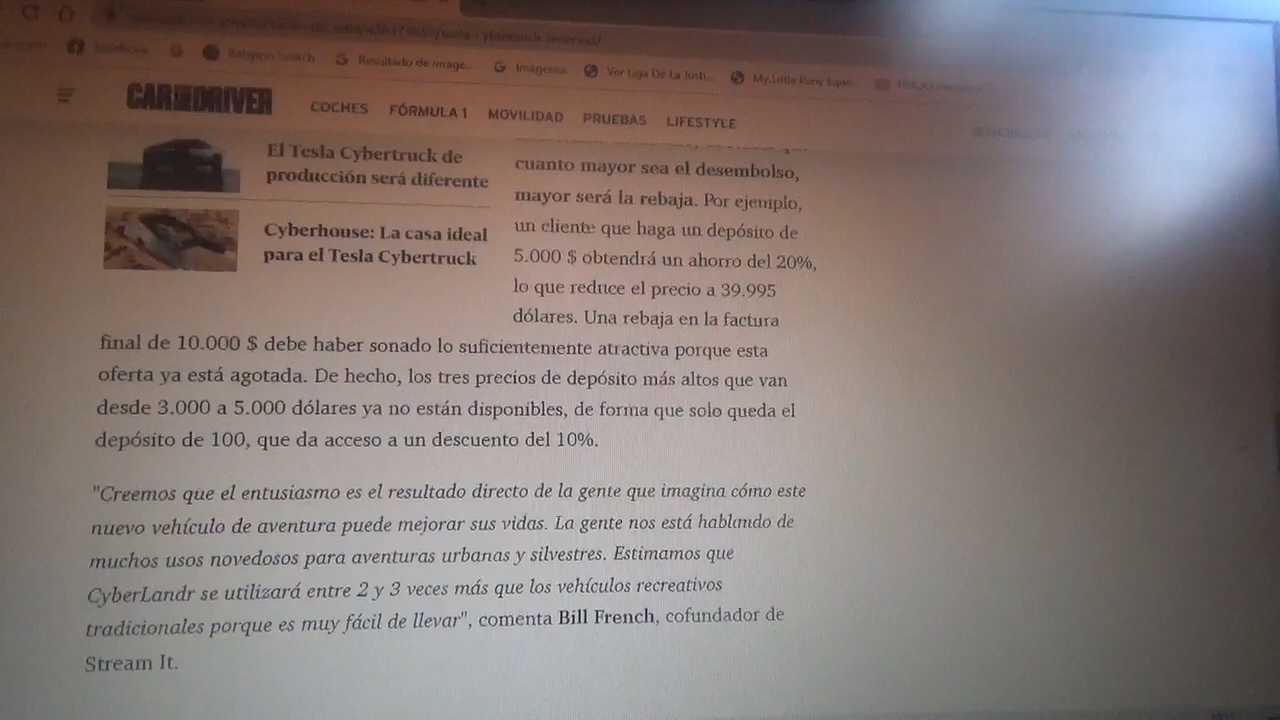 Resultado de image...
Imagenes
Ver Liga De La Justi...
My Little Pony Eque...
CAR AND DRIVER
COCHES FÓRMULA 1 MOVILIDAD PRUEBAS LIFESTYLE
El Tesla Cybertruck de
producción será diferente
Cyberhouse: La casa ideal
para el Tesla Cybertruck
cuanto mayor sea el desembolso,
mayor será la rebaja. Por ejemplo,
un cliente que haga un depósito de
5.000 $ obtendrá un ahorro del 20%,
lo que reduce el precio a 39.995
dólares. Una rebaja en la factura
final de 10.000 $ debe haber sonado lo suficientemente atractiva porque esta
oferta ya está agotada. De hecho, los tres precios de depósito más altos que van
desde 3.000 a 5.000 dólares ya no están disponibles, de forma que solo queda el
depósito de 100, que da acceso a un descuento del 10%.
"Creemos que el entusiasmo es el resultado directo de la gente que imagina cómo este
nuevo vehículo de aventura puede mejorar sus vidas. La gente nos está hablando de
muchos usos novedosos para aventuras urbanas y silvestres. Estimamos que
CyberLandr se utilizará entre 2 y 3 veces más que los vehículos recreativos
tradicionales porque es muy fácil de llevar", comenta Bill French, cofundador de
Stream It.